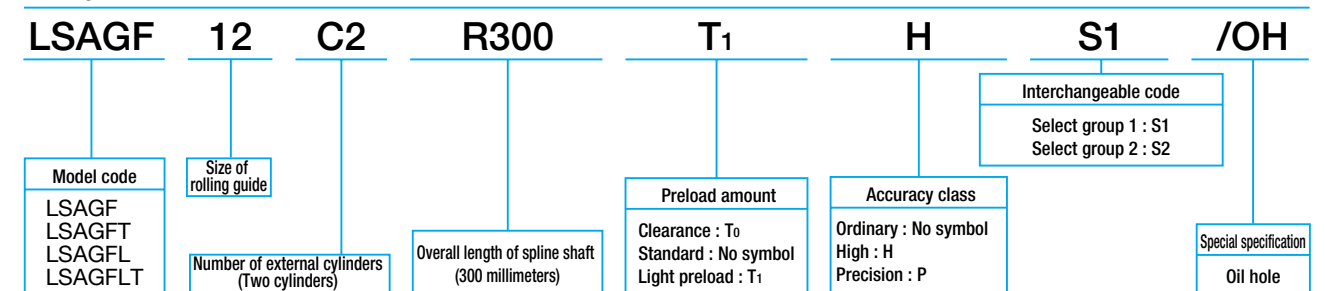 LSAGF 12 C2 R300 T1 H S1 /OH
Interchangeable code
Select group 1 : S1
Select group 2 : S2
Model code
LSAGF
LSAGFT
LSAGFL
LSAGFLT
Size of
rolling guide
Number of external cylinders
(Two cylinders)
Overall length of spline shaft
(300 millimeters)
Preload amount
Clearance : T0
Standard : No symbol
Light preload : T1
Accuracy class
Ordinary : No symbol
High : H
Precision : P
Special specification
Oil hole